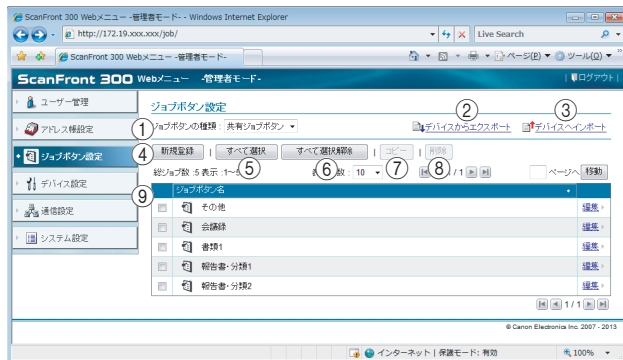 ScanFront 300 Webメニュー -管理者モード- - Windows Internet Explorer
http://172.19.xxx.xxx/job/
Live Search
ScanFront 300 Webメニュー -管理者モード-
ページ(P)
ツール(O)
ScanFront 300 Webメニュー -管理者モード-
ログアウト
ユーザー管理
アドレス帳設定
ジョブボタン設定
デバイス設定
通信設定
システム設定
ジョブボタン設定
① ジョブボタンの種類 : 共有ジョブボタン
② デバイスからエクスポート
③ デバイスへインポート
④ 新規登録 | すべて選択 すべて選択解除 | コピー | 削除
⑤ ⑥ ⑦ ⑧
総ジョブ数 :5 表示 :1~ 数 : 10 / 1 ページへ 移動
⑨ ジョブボタン名
その他 編集
会議録 編集
書類1 編集
報告書・分類1 編集
報告書・分類2 編集
1 / 1
© Canon Electronics Inc. 2007 - 2013
インターネット | 保護モード: 有効
100%